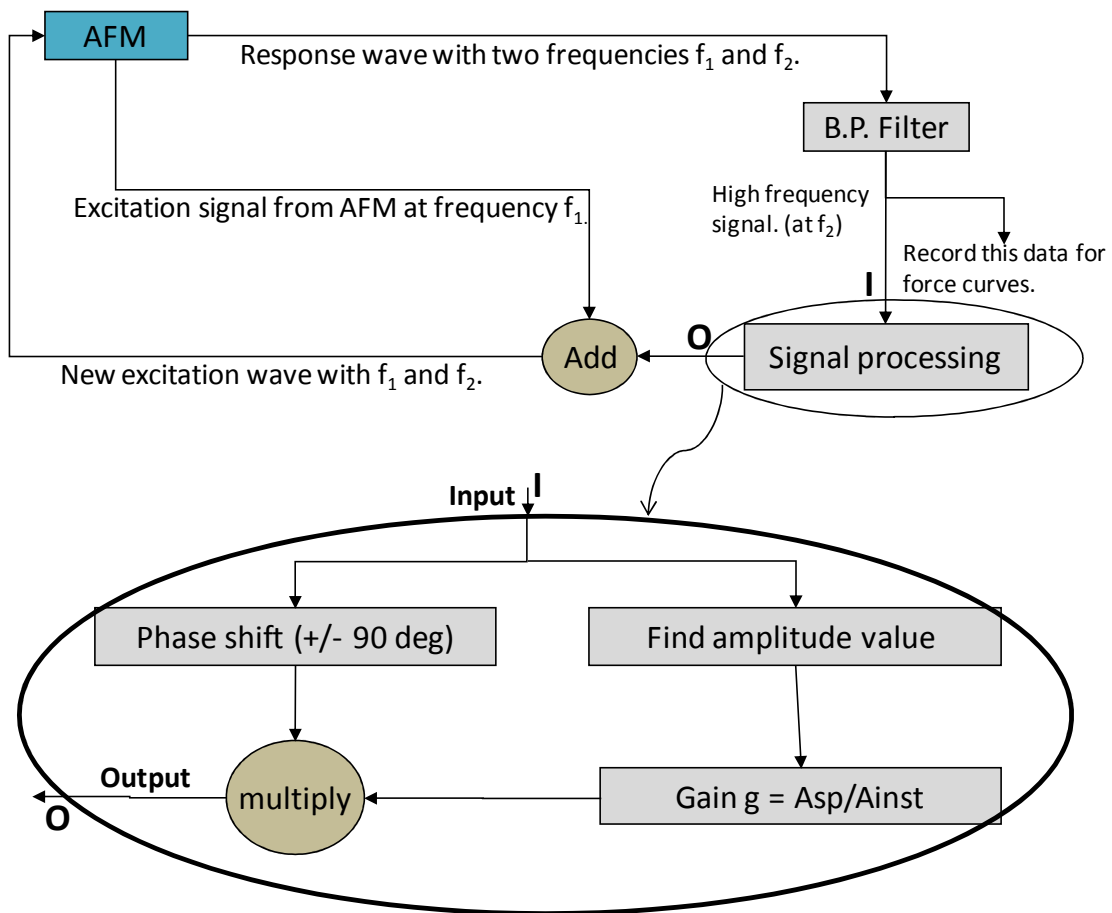 AFM
Response wave with two frequencies f₁ and f₂.
B.P. Filter
Excitation signal from AFM at frequency f₁.
High frequency
signal. (at f₂)
Record this data for
force curves.
I
O
Add
Signal processing
New excitation wave with f₁ and f₂.
Input I
Phase shift (+/- 90 deg)
Find amplitude value
Output
O
multiply
Gain g = Asp/Ainst